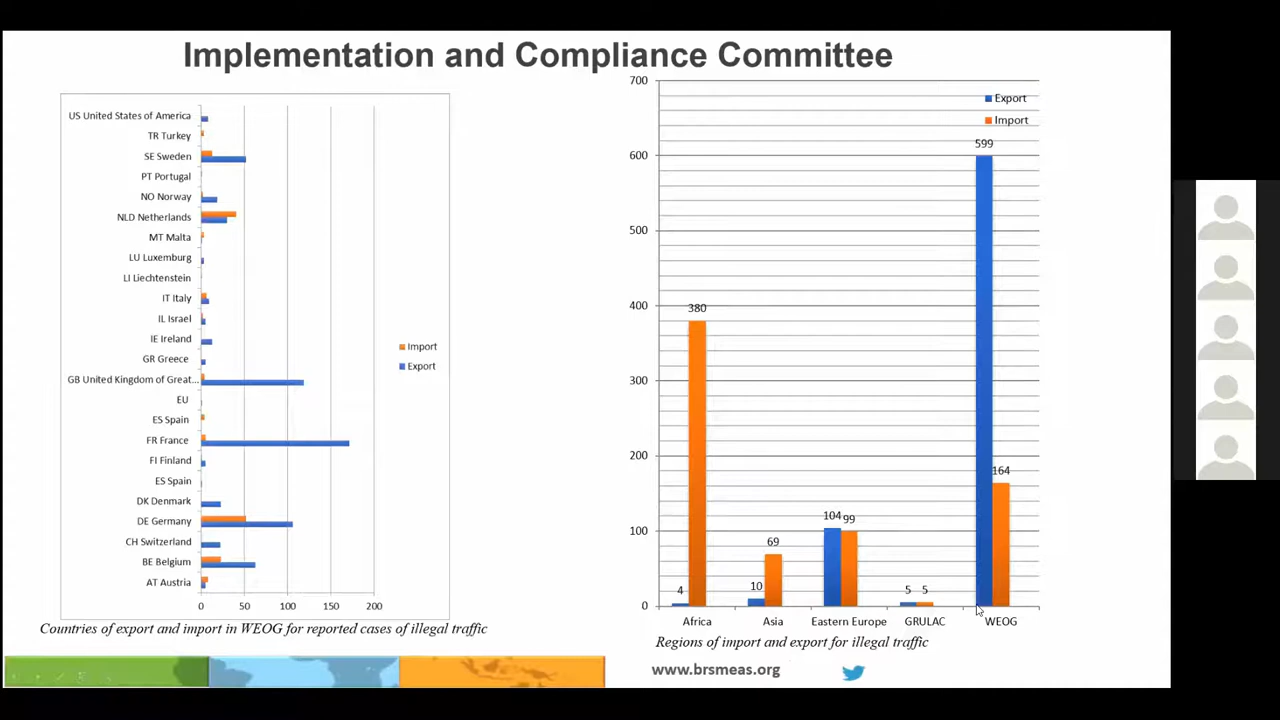 Implementation and Compliance Committee
US United States of America
TR Turkey
SE Sweden
PT Portugal
NO Norway
NLD Netherlands
MT Malta
LU Luxemburg
LI Liechtenstein
IT Italy
IL Israel
IE Ireland
GR Greece
GB United Kingdom of Great...
EU
ES Spain
FR France
FI Finland
ES Spain
DK Denmark
DE Germany
CH Switzerland
BE Belgium
AT Austria
0 50 100 150 200
Import
Export
Countries of export and import in WEOG for reported cases of illegal traffic
700
600
500
400
300
200
100
0
Export
Import
4 380
10 69
104 99
5 5
599 164
Africa Asia Eastern Europe GRULAC WEOG
Regions of import and export for illegal traffic
www.brsmeas.org